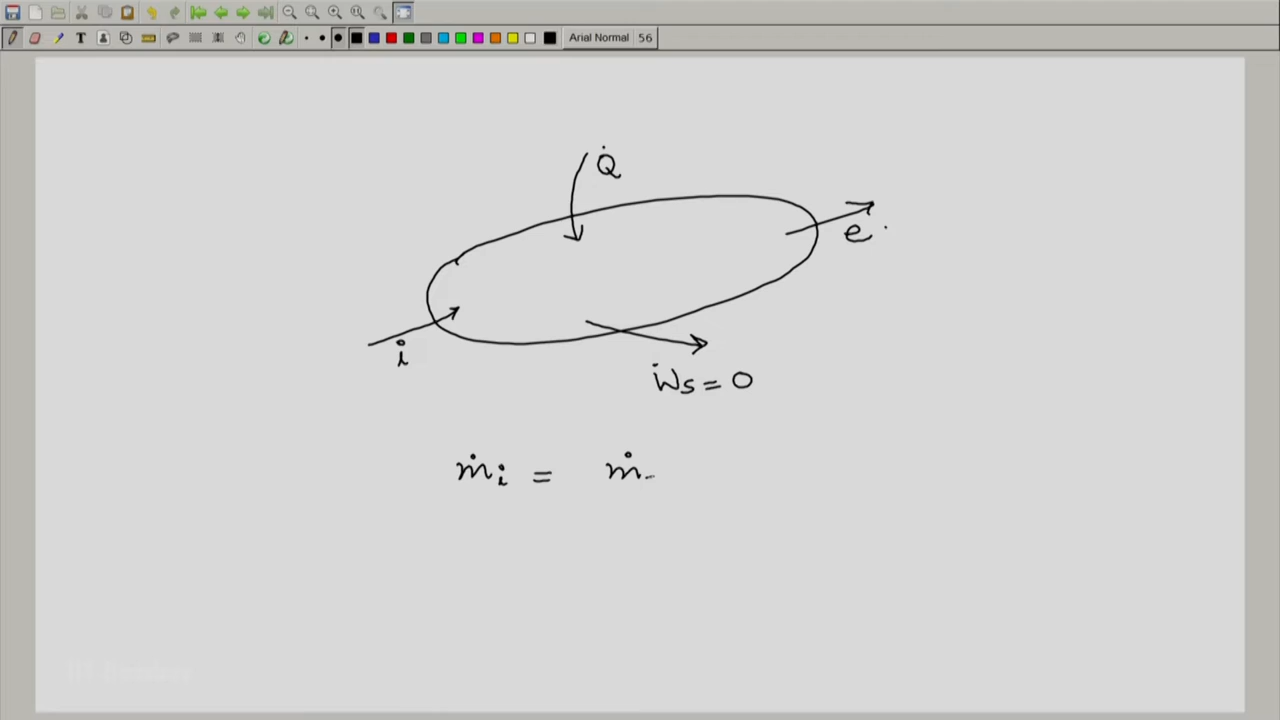 Arial Normal 56
Q̇
e
i
Ẇs = 0
ṁi = ṁ